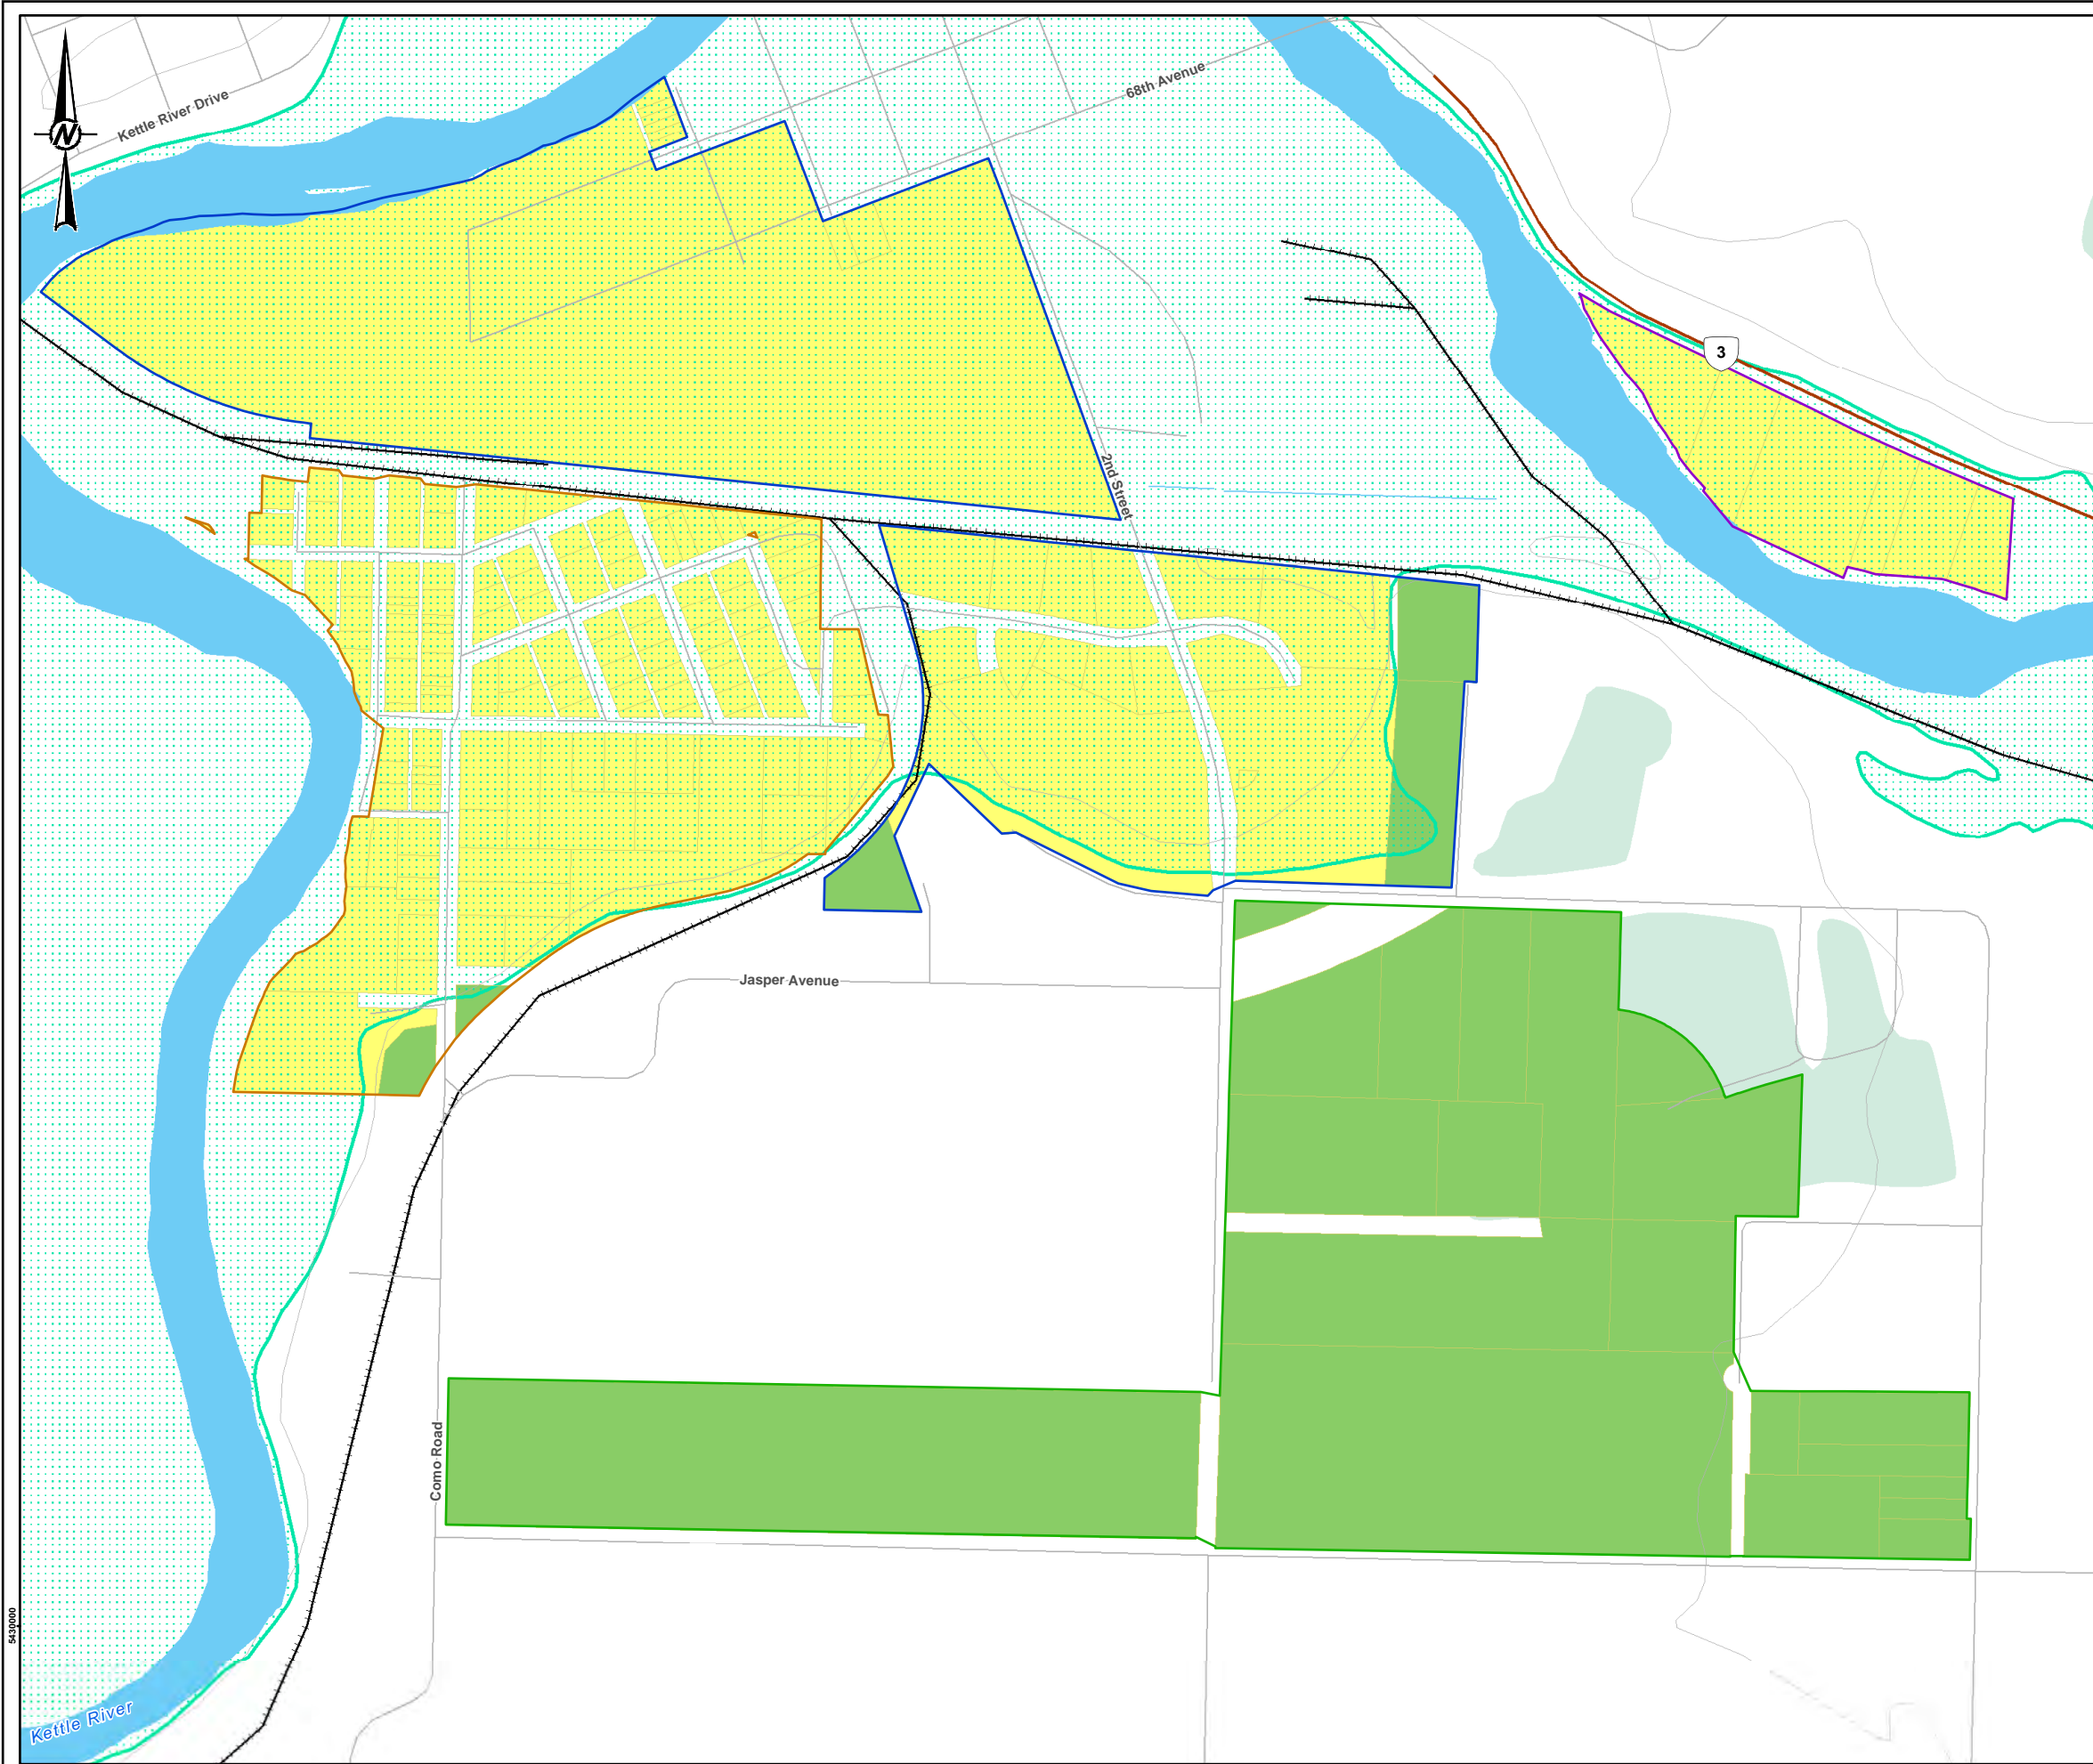 68th Avenue
Kettle River Drive
N
3
2nd Street
Jasper Avenue
Como Road
5430000
Kettle River